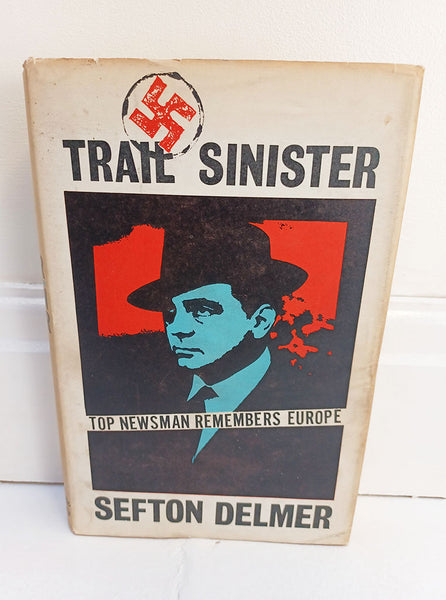 TRAIL SINISTER
TOP NEWSMAN REMEMBERS EUROPE
SEFTON DELMER